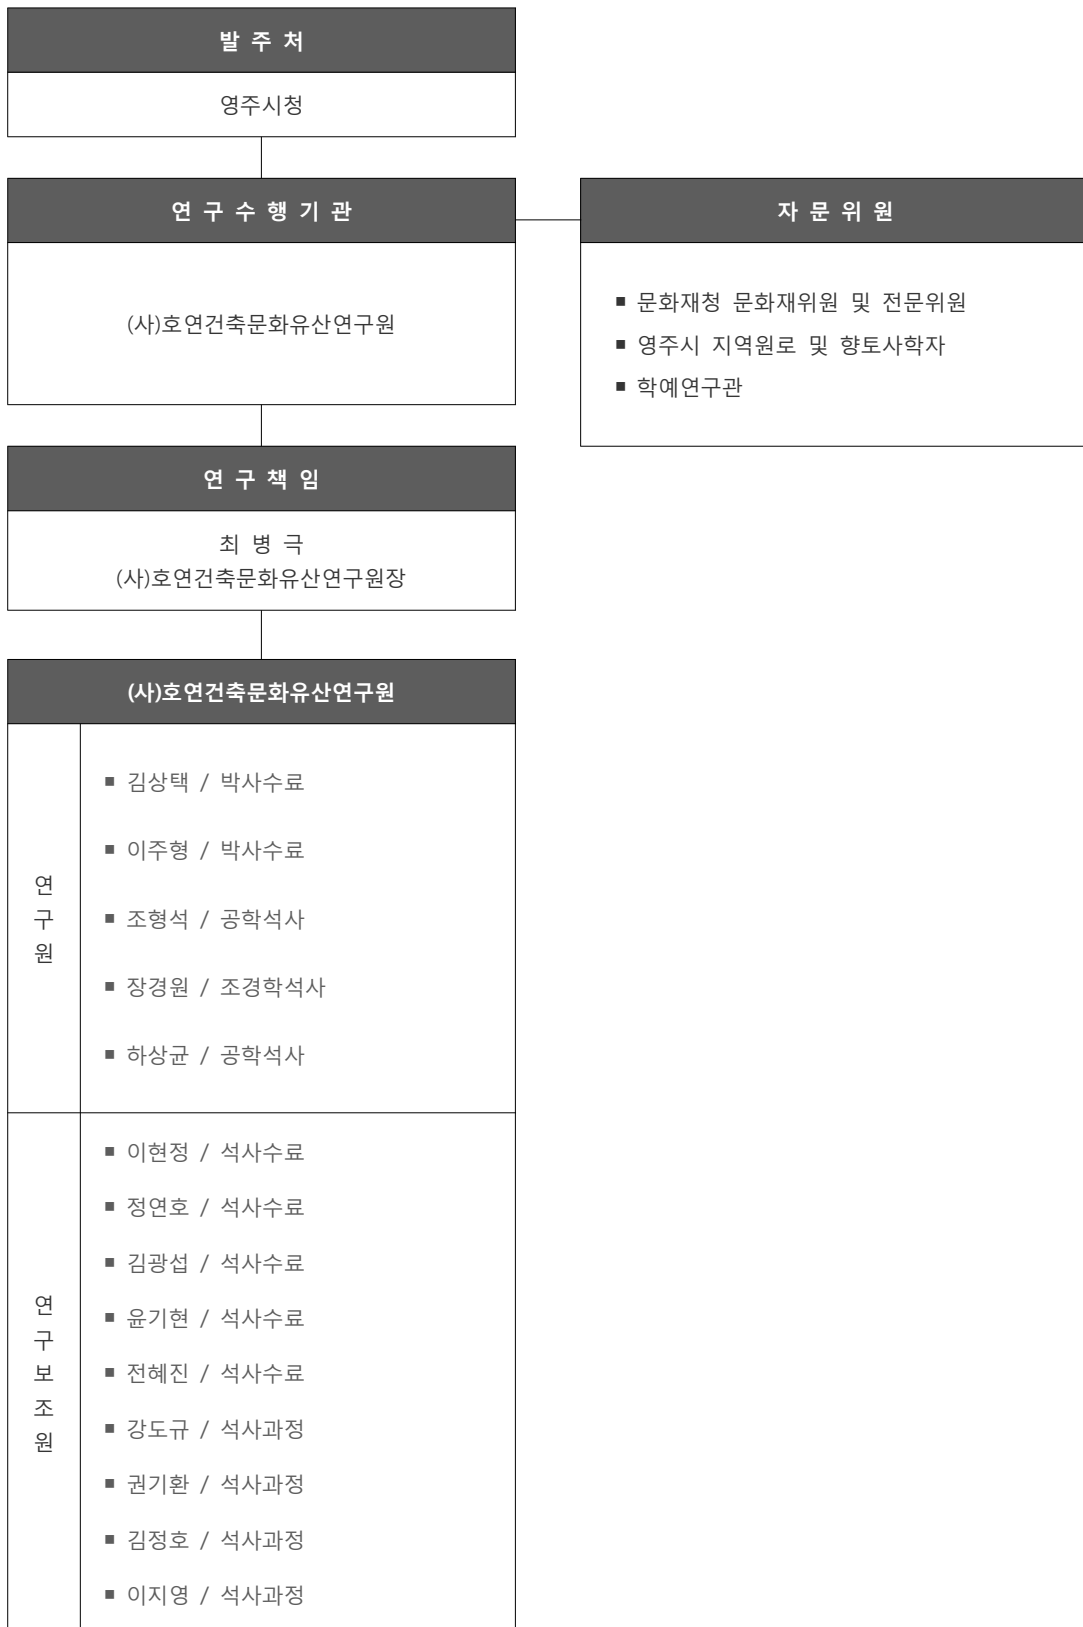 발 주 처
영주시청
연 구 수 행 기 관
(사)호연건축문화유산연구원
자 문 위 원
■ 문화재청 문화재위원 및 전문위원
■ 영주시 지역원로 및 향토사학자
■ 학예연구관
연 구 책 임
최 병 극
(사)호연건축문화유산연구원장
(사)호연건축문화유산연구원
연
구
원
■ 김상택 / 박사수료
■ 이주형 / 박사수료
■ 조형석 / 공학석사
■ 장경원 / 조경학석사
■ 하상균 / 공학석사
연
구
보
조
원
■ 이현정 / 석사수료
■ 정연호 / 석사수료
■ 김광섭 / 석사수료
■ 윤기현 / 석사수료
■ 전혜진 / 석사수료
■ 강도규 / 석사과정
■ 권기환 / 석사과정
■ 김정호 / 석사과정
■ 이지영 / 석사과정